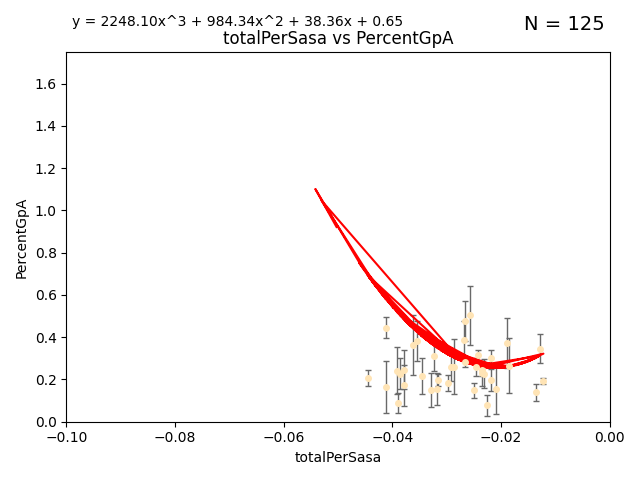 y = 2248.10x^3 + 984.34x^2 + 38.36x + 0.65
N = 125
totalPerSasa vs PercentGpA
1.6
1.4
1.2
1.0
0.8
0.6
0.4
0.2
0.0
PercentGpA
−0.10 −0.08 −0.06 −0.04 −0.02 0.00
totalPerSasa